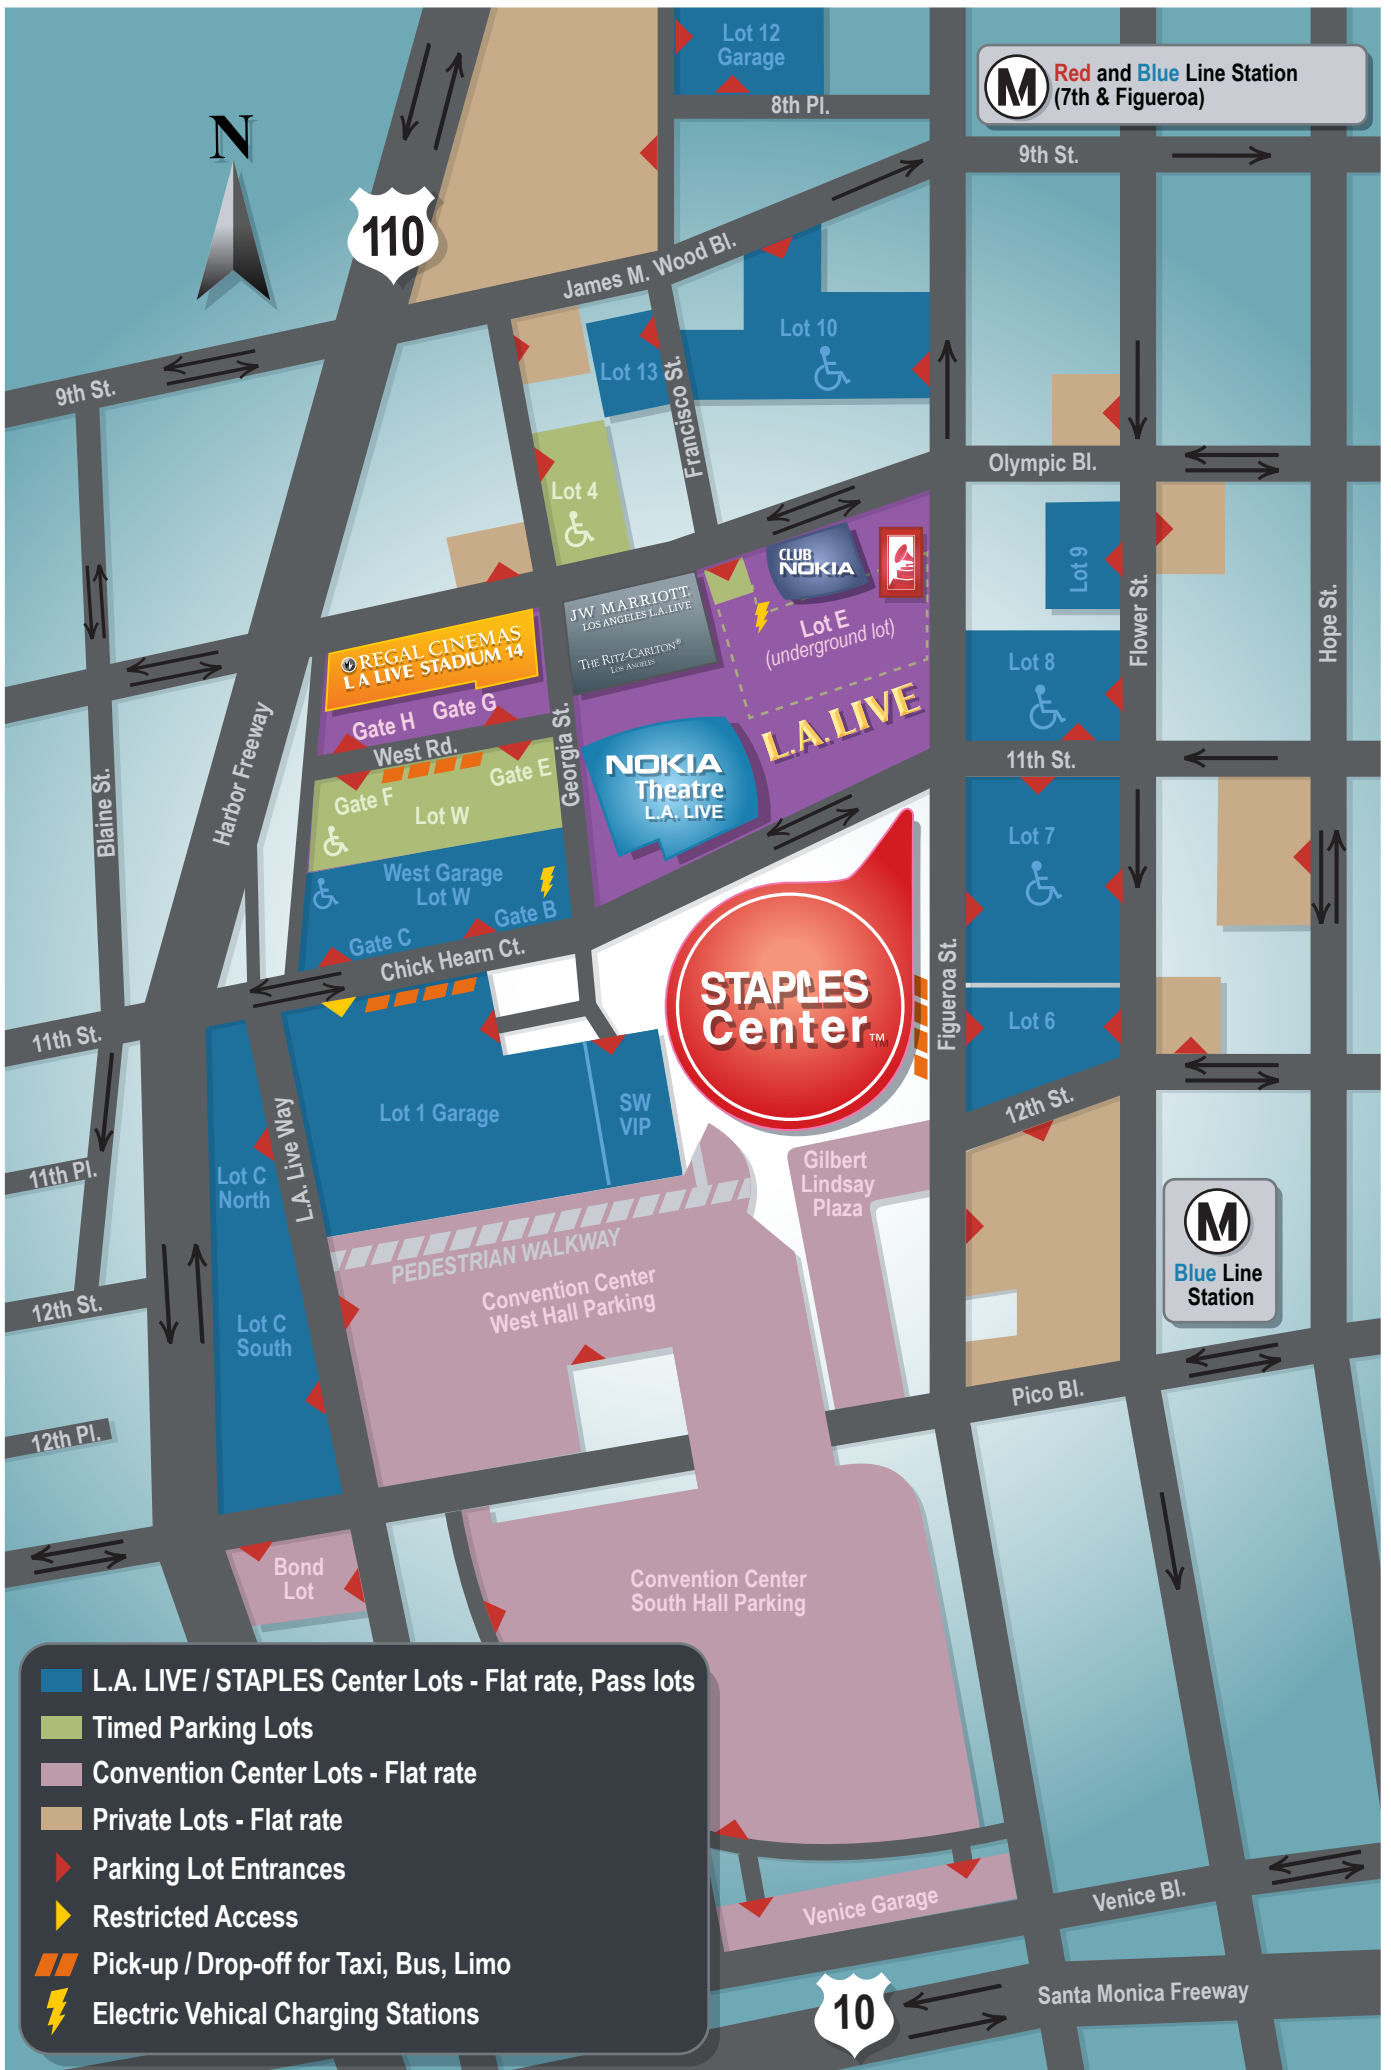 Lot 12
Garage
M
Red and Blue Line Station
(7th & Figueroa)
8th Pl.
N
9th St.
110
James M. Wood Bl.
Lot 10
Lot 13
Francisco St.
9th St.
Olympic Bl.
Lot 4
Lot 9
CLUB
NOKIA
JW MARRIOTT
LOS ANGELES L.A. LIVE
THE RITZ-CARLTON®
LOS ANGELES
Lot E
(underground lot)
Flower St.
Hope St.
REGAL CINEMAS
L A LIVE STADIUM 14
Lot 8
Gate H
Gate G
L.A. LIVE
West Rd.
Georgia St.
Harbor Freeway
Blaine St.
NOKIA
Theatre
L.A. LIVE
11th St.
Gate E
Gate F
Lot W
Lot 7
West Garage
Lot W
Gate B
Gate C
Chick Hearn Ct.
Figueroa St.
STAPLES
Center™
11th St.
Lot 6
Lot 1 Garage
SW
VIP
12th St.
L.A. Live Way
11th Pl.
Lot C
North
Gilbert
Lindsay
Plaza
M
Blue Line
Station
PEDESTRIAN WALKWAY
Convention Center
West Hall Parking
12th St.
Lot C
South
Pico Bl.
12th Pl.
Bond
Lot
Convention Center
South Hall Parking
L.A. LIVE / STAPLES Center Lots - Flat rate, Pass lots
Timed Parking Lots
Convention Center Lots - Flat rate
Private Lots - Flat rate
Parking Lot Entrances
Restricted Access
Pick-up / Drop-off for Taxi, Bus, Limo
Electric Vehical Charging Stations
Venice Garage
Venice Bl.
10
Santa Monica Freeway